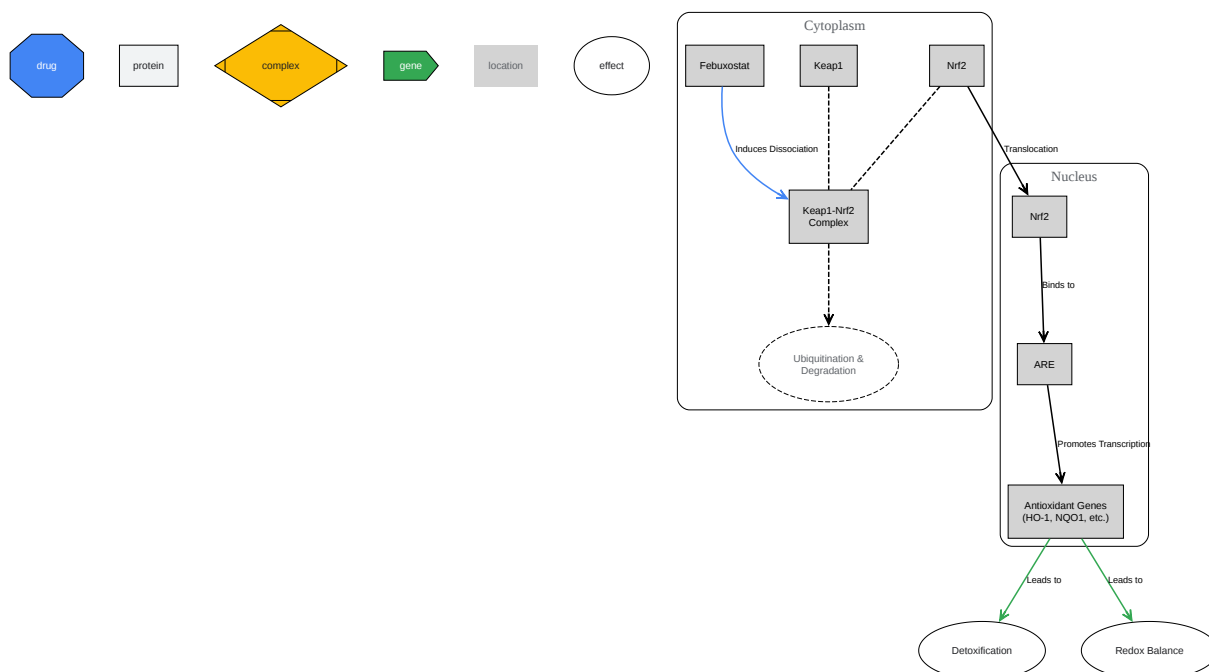 drug
protein
complex
gene
location
effect
Cytoplasm
Febuxostat
Keap1
Nrf2
Induces Dissociation
Translocation
Nucleus
Keap1-Nrf2
Complex
Nrf2
Binds to
Ubiquitination &
Degradation
ARE
Promotes Transcription
Antioxidant Genes
(HO-1, NQO1, etc.)
Leads to
Leads to
Detoxification
Redox Balance